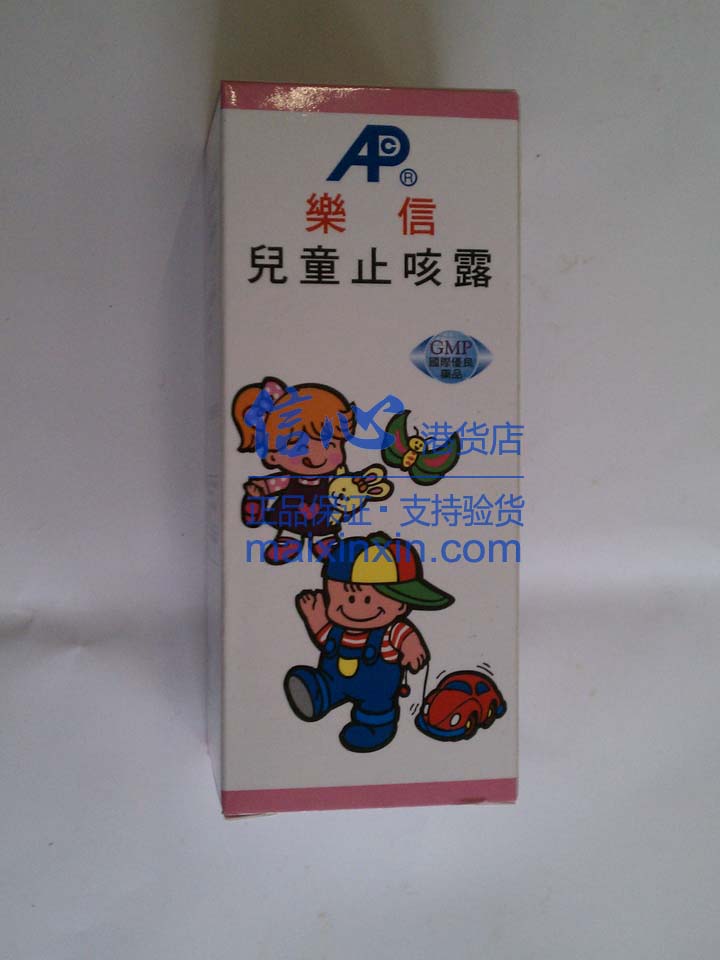 APC®
樂信
兒童止咳露
GMP
國際優良
藥品
信心 港货店
正品保证·支持验货
maixinxin.com